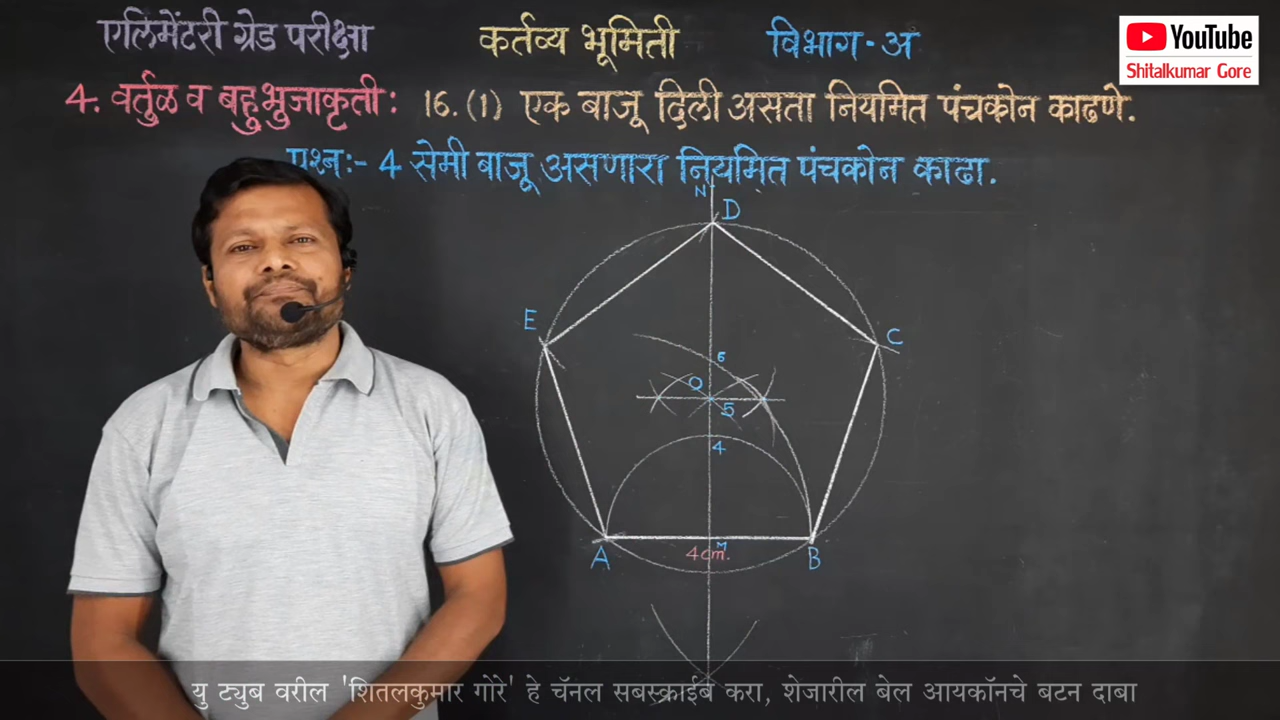 एलिमेंटरी ग्रेड परीक्षा कर्तव्य भूमिती विभाग - अ
YouTube
Shitalkumar Gore
4. वर्तुळ व बहुभुजाकृती : 16. (1) एक बाजू दिली असता नियमित पंचकोन काढणे.
प्रश्न :- 4 सेमी बाजू असणारा नियमित पंचकोन काढा.
N
D
E
C
6
O
5
4
M
4cm.
A
B
यु ट्युब वरील 'शितलकुमार गोरे' हे चॅनल सबस्क्राईब करा, शेजारील बेल आयकॉनचे बटन दाबा